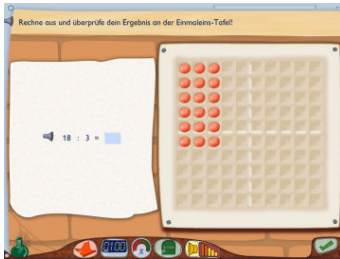 Rechne aus und überprüfe dein Ergebnis an der Einmaleins-Tafel!
18 : 3 =